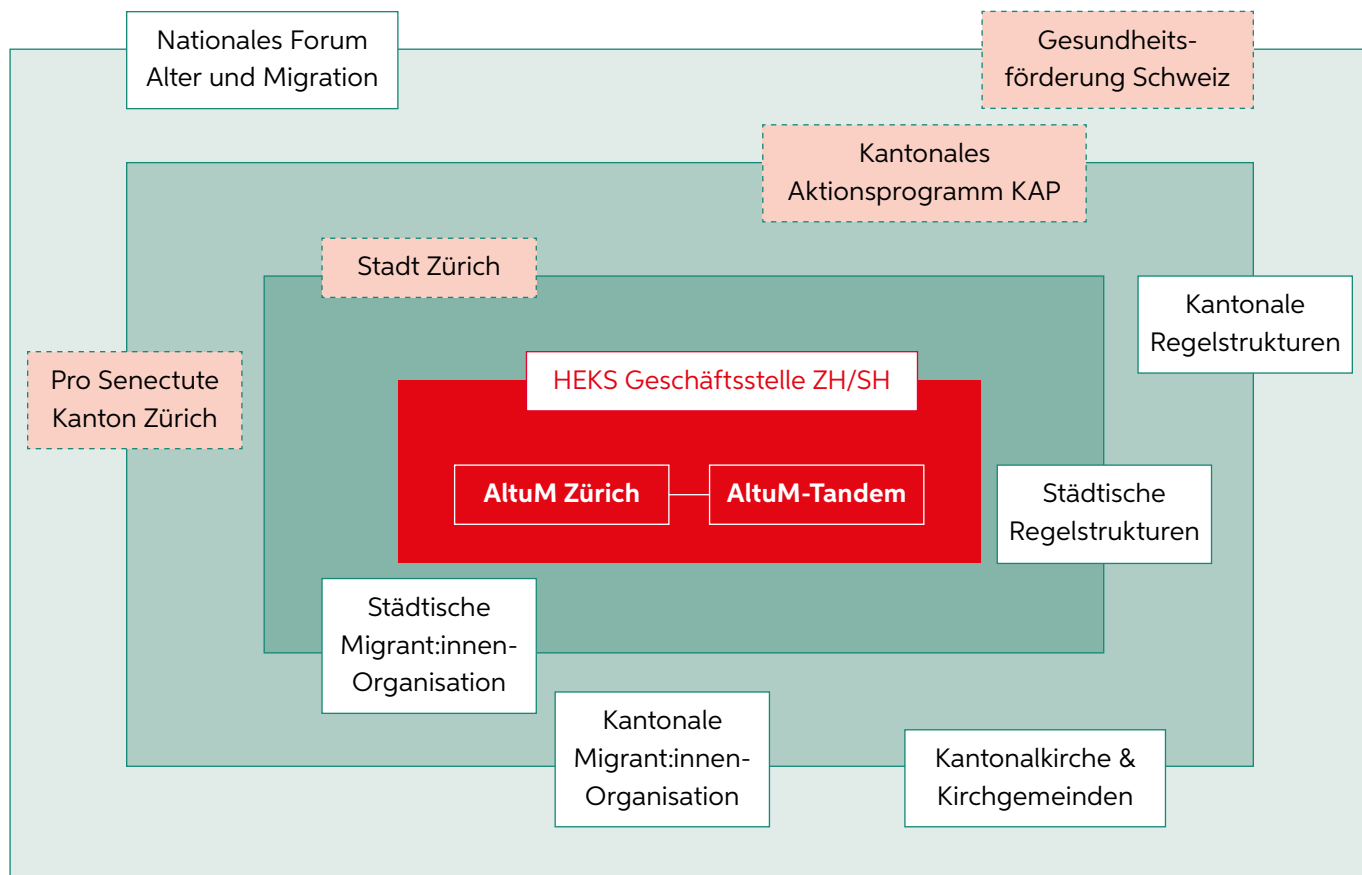 Nationales Forum
Alter und Migration
Gesundheits-
förderung Schweiz
Kantonales
Aktionsprogramm KAP
Stadt Zürich
Kantonale
Regelstrukturen
Pro Senectute
Kanton Zürich
HEKS Geschäftsstelle ZH/SH
AltuM Zürich
AltuM-Tandem
Städtische
Regelstrukturen
Städtische
Migrant:innen-
Organisation
Kantonale
Migrant:innen-
Organisation
Kantonalkirche &
Kirchgemeinden